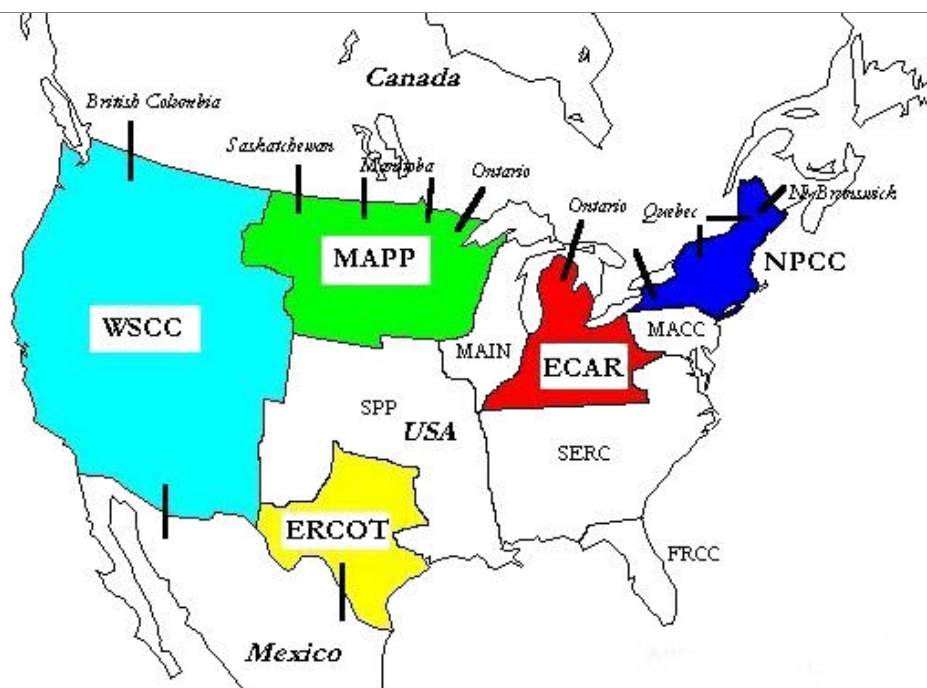 Canada
British Colombia
Saskatchewan
Manitoba
Ontario
Ontario
Quebec
N. Brunswick
MAPP
NPCC
WSCC
MACC
MAIN
ECAR
SPP
USA
SERC
ERCOT
FRCC
Mexico